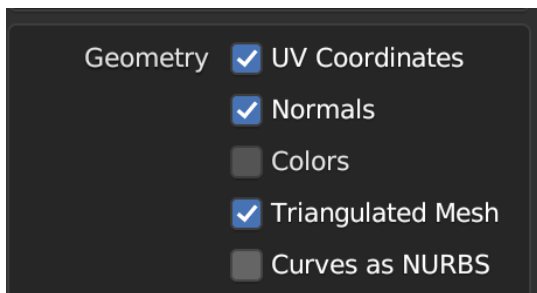 Geometry UV Coordinates
Normals
Colors
Triangulated Mesh
Curves as NURBS